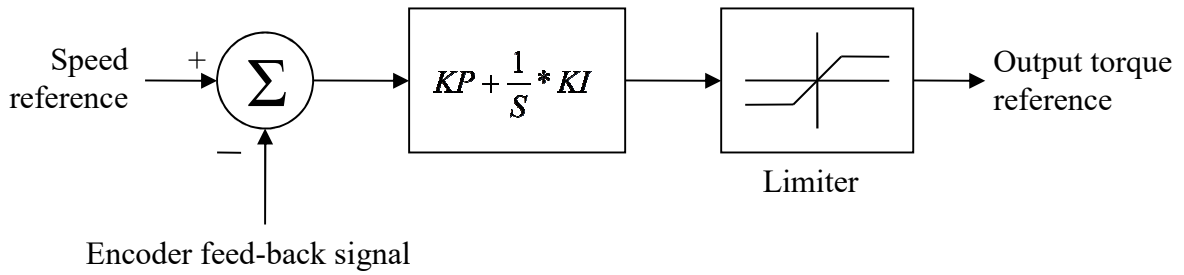 Speed
reference
+
−
Σ
KP + 1/S * KI
Output torque
reference
Limiter
Encoder feed-back signal